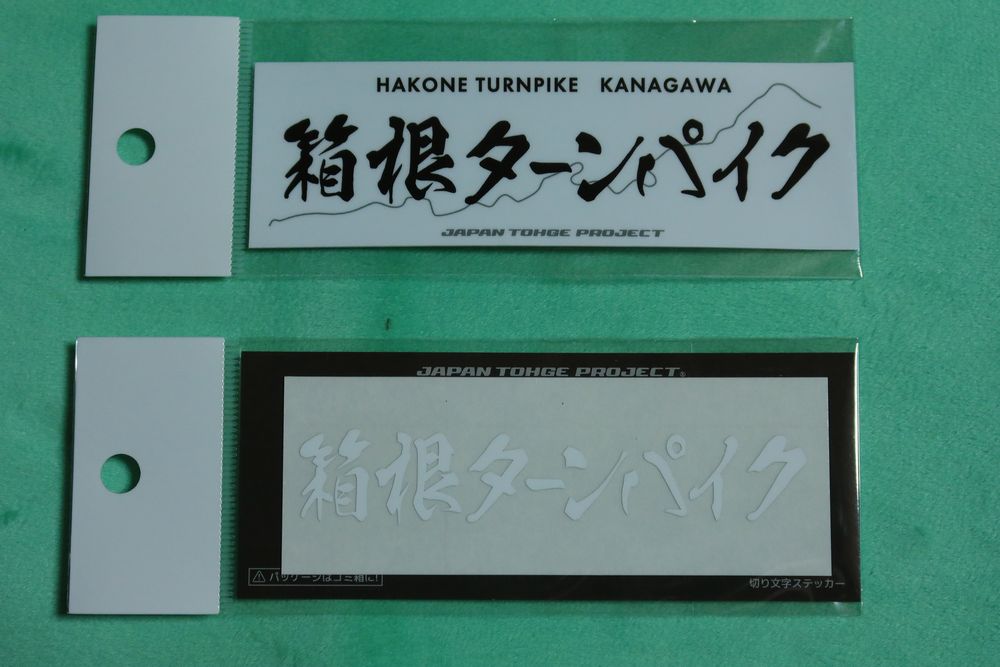 HAKONE TURNPIKE KANAGAWA
箱根ターンパイク
JAPAN TOHGE PROJECT
JAPAN TOHGE PROJECT®
箱根ターンパイク
パッケージはゴミ箱に!
切り文字ステッカー